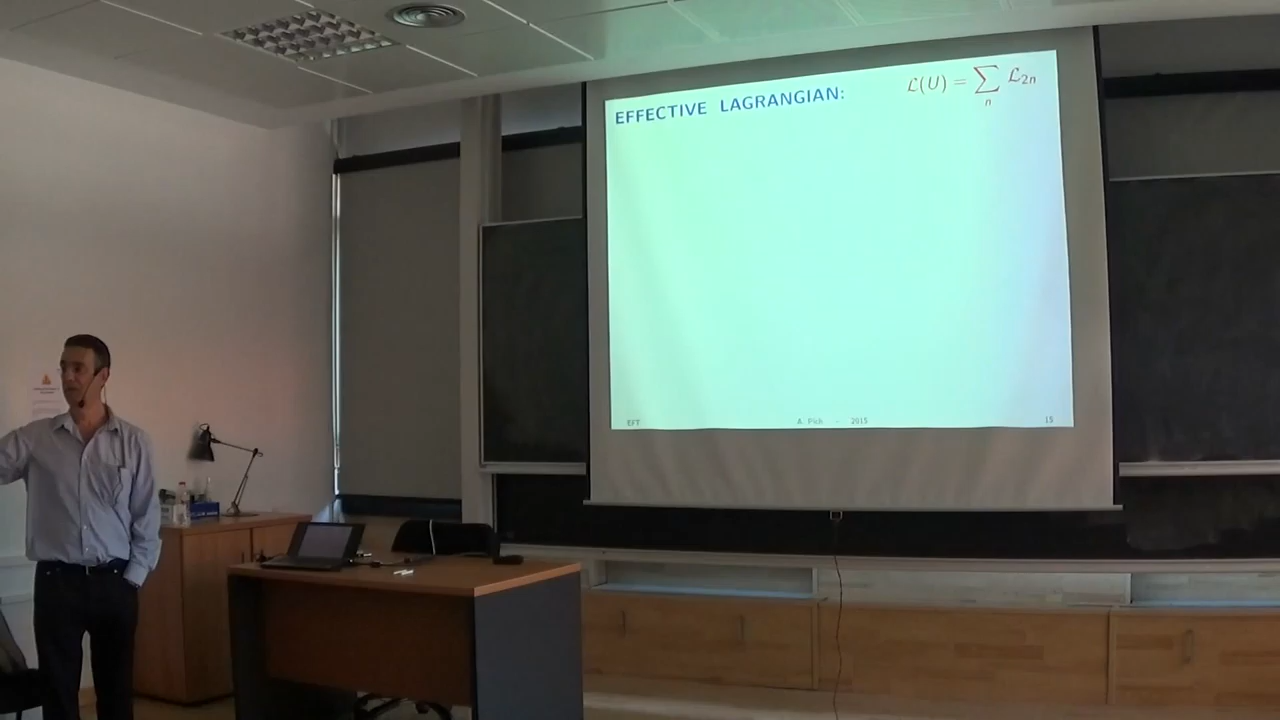 EFFECTIVE LAGRANGIAN: ℒ(U) = ∑ₙ ℒ₂ₙ
EFT A. Pich - 2015 15